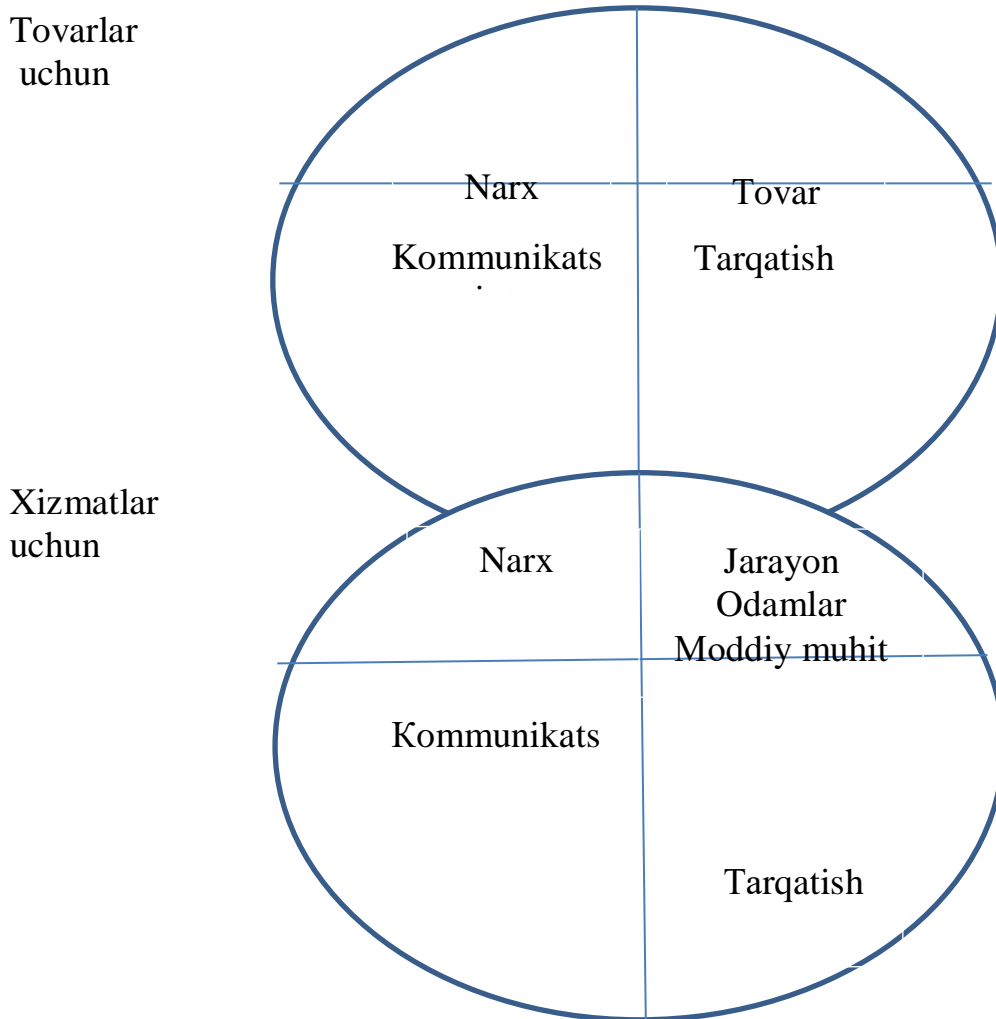 Tovarlar
uchun
Narx
Tovar
Kommunikats
Tarqatish
Xizmatlar
uchun
Narx
Jarayon
Odamlar
Moddiy muhit
Kommunikats
Tarqatish